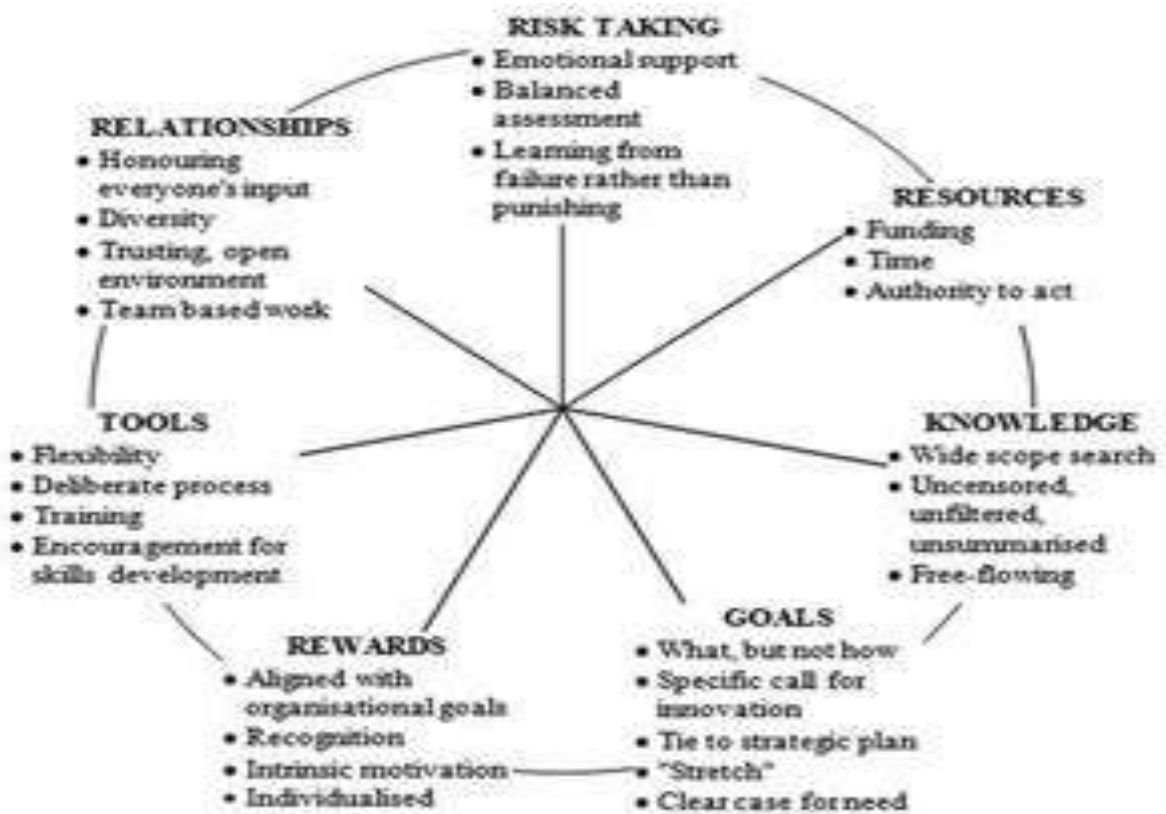 RISK TAKING
• Emotional support
• Balanced
assessment
• Learning from
failure rather than
punishing
RESOURCES
• Funding
• Time
• Authority to act
KNOWLEDGE
• Wide scope search
• Uncensored,
unfiltered,
unsummarised
• Free-flowing
GOALS
• What, but not how
• Specific call for
innovation
• Tie to strategic plan
• "Stretch"
• Clear case for need
REWARDS
• Aligned with
organisational goals
• Recognition
• Intrinsic motivation
• Individualised
TOOLS
• Flexibility
• Deliberate process
• Training
• Encouragement for
skills development
RELATIONSHIPS
• Honouring
everyone's input
• Diversity
• Trusting, open
environment
• Team based work